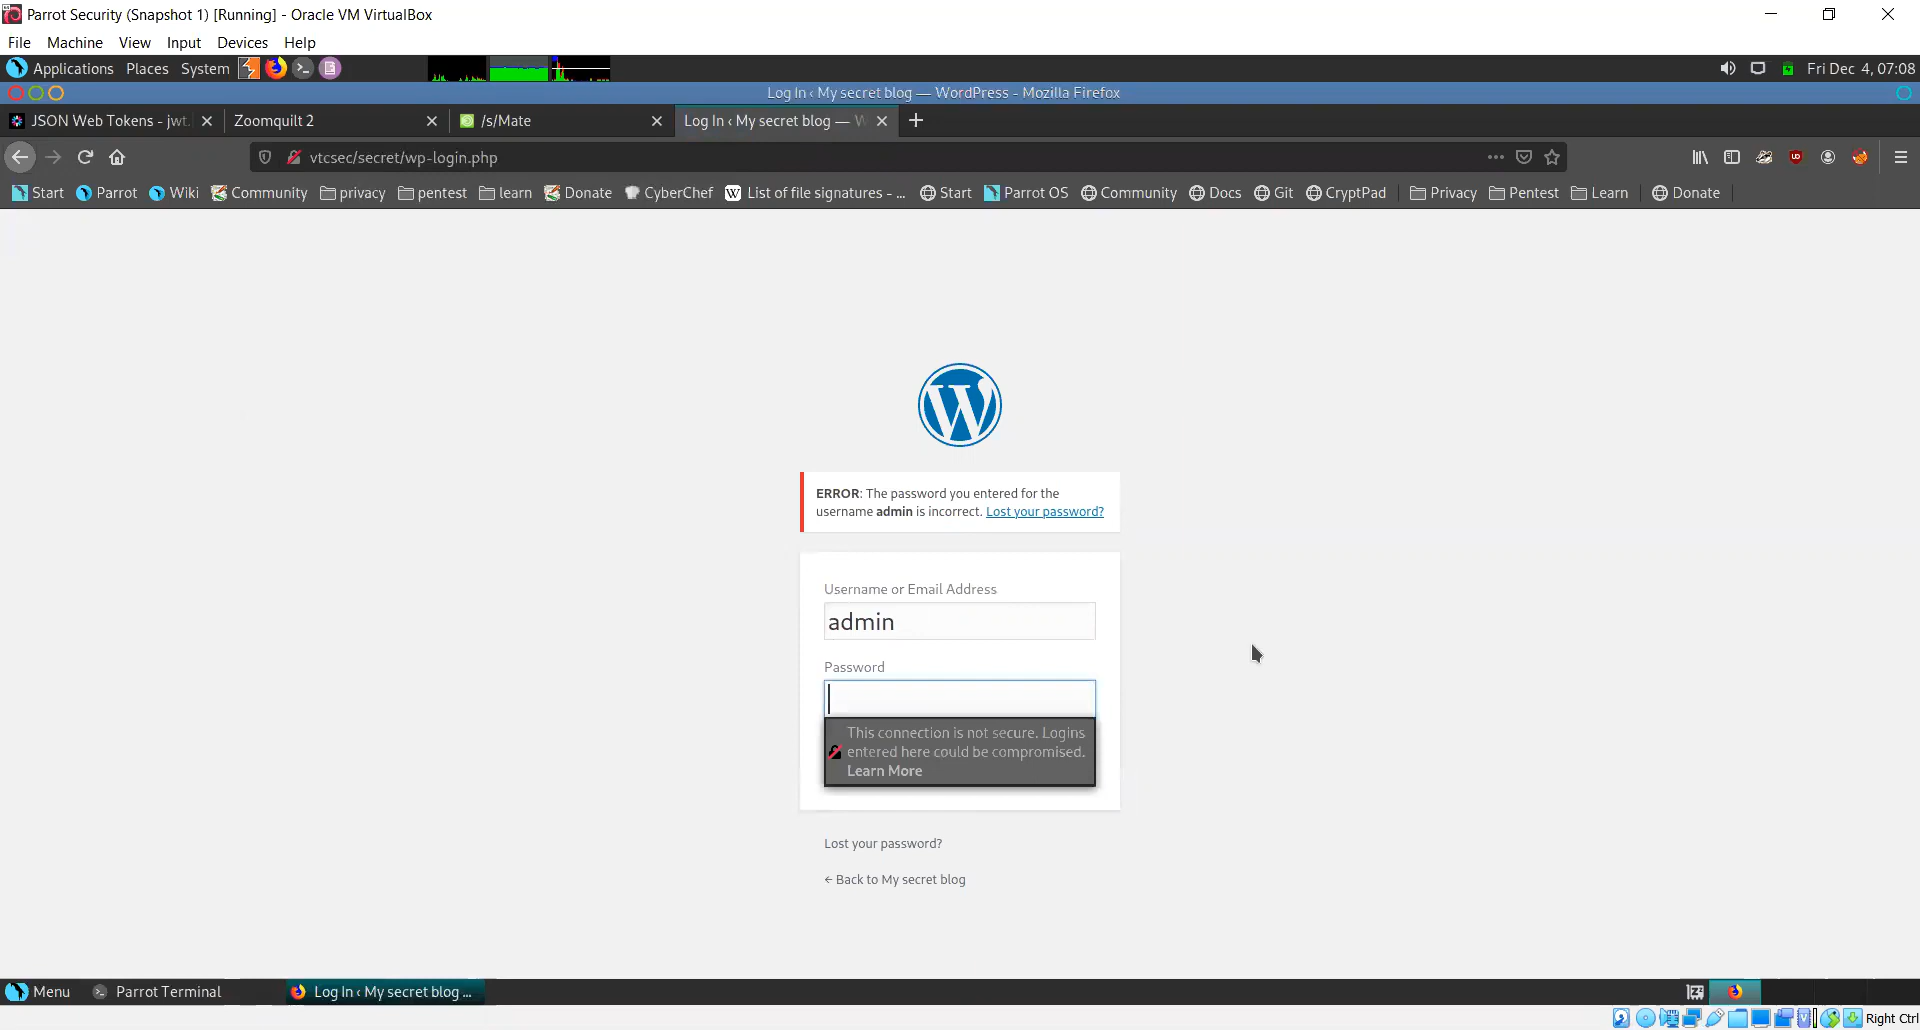 Parrot Security (Snapshot 1) [Running] - Oracle VM VirtualBox
File Machine View Input Devices Help
Applications Places System Fri Dec 4, 07:08
Log In ‹ My secret blog — WordPress - Mozilla Firefox
JSON Web Tokens - jwt. Zoomquilt 2 /s/Mate Log In ‹ My secret blog — W
vtcsec/secret/wp-login.php
Start Parrot Wiki Community privacy pentest learn Donate CyberChef List of file signatures - ... Start Parrot OS Community Docs Git CryptPad Privacy Pentest Learn Donate
ERROR: The password you entered for the
username admin is incorrect. Lost your password?
Username or Email Address
admin
Password
This connection is not secure. Logins
entered here could be compromised.
Learn More
Lost your password?
← Back to My secret blog
Menu Parrot Terminal Log In ‹ My secret blog ...
Right Ctrl